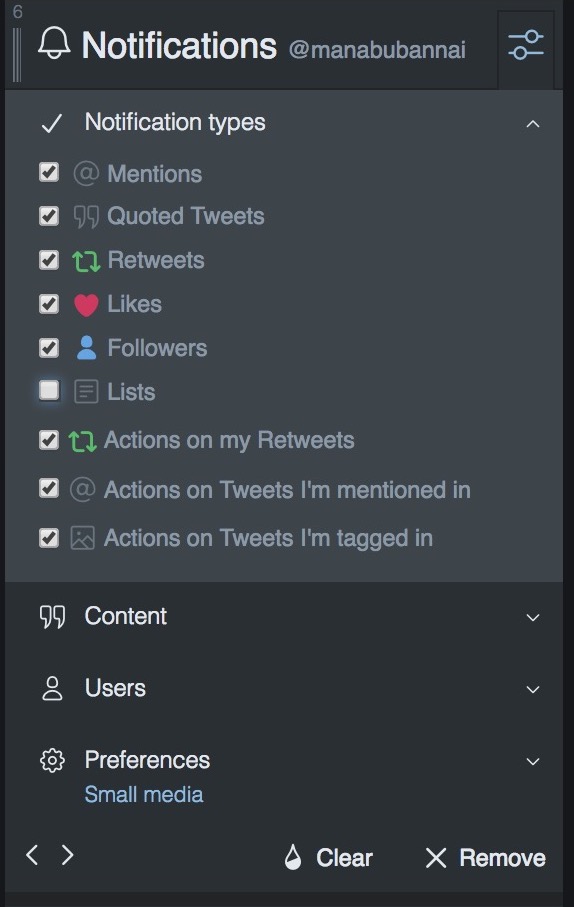 6
Notifications @manabubannai
Notification types
Mentions
Quoted Tweets
Retweets
Likes
Followers
Lists
Actions on my Retweets
Actions on Tweets I'm mentioned in
Actions on Tweets I'm tagged in
Content
Users
Preferences
Small media
Clear Remove